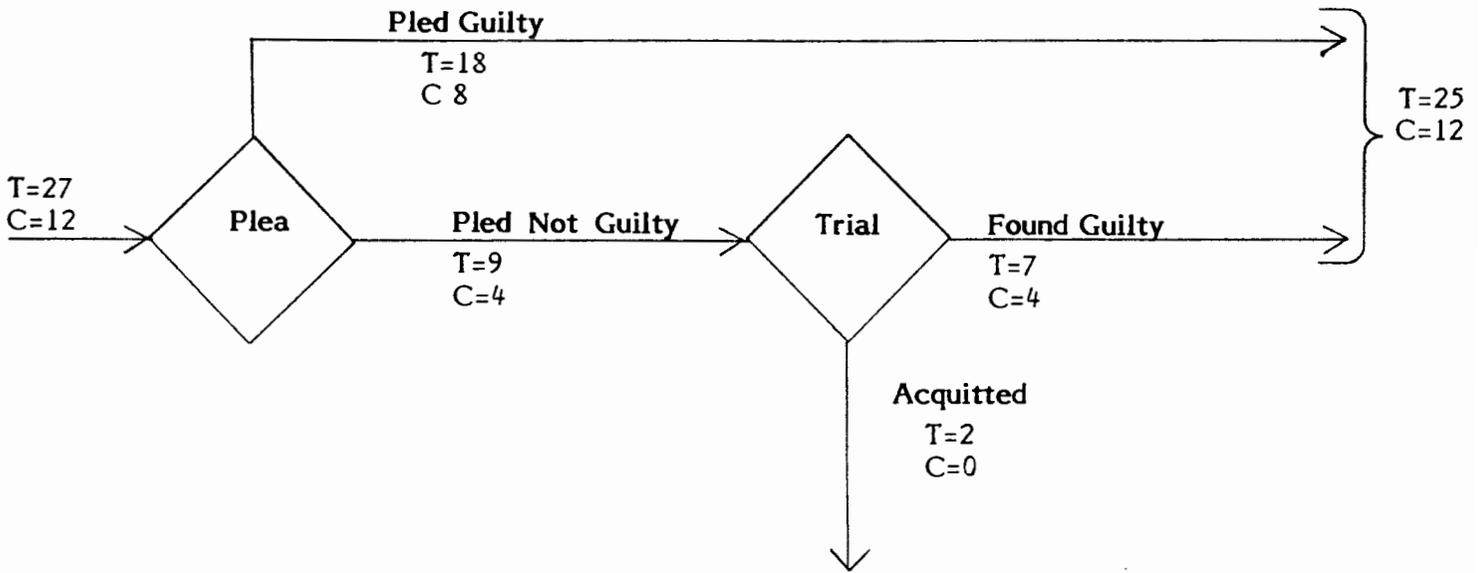 Pled Guilty
T=18
C 8
T=25
C=12
T=27
C=12
Plea
Pled Not Guilty
T=9
C=4
Trial
Found Guilty
T=7
C=4
Acquitted
T=2
C=0